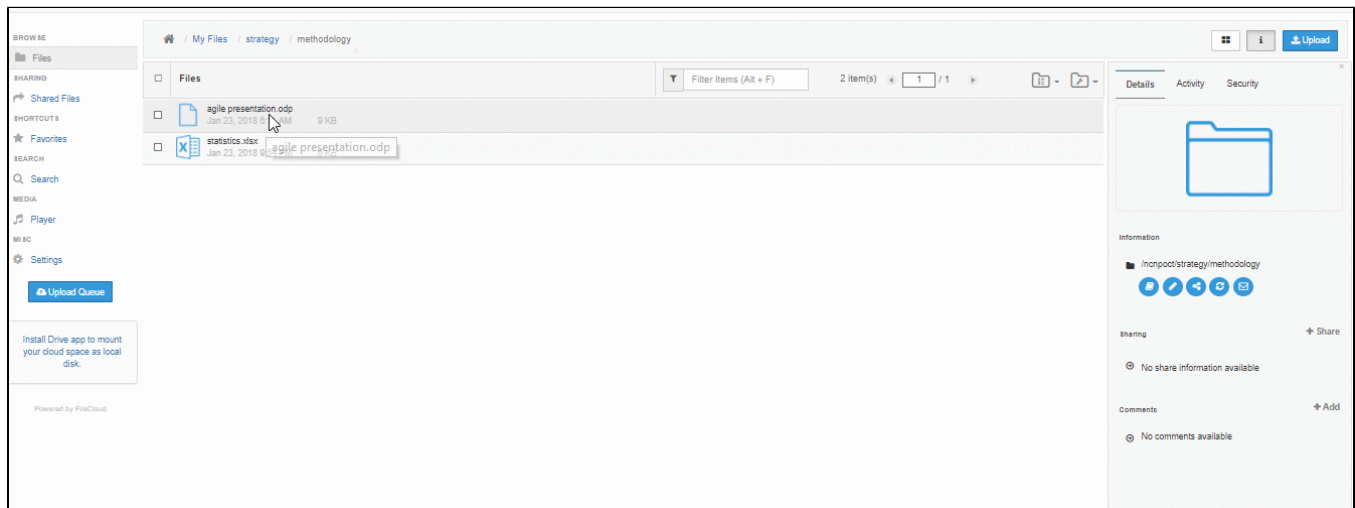 BROWSE
Files
SHARING
Shared Files
SHORTCUTS
Favorites
SEARCH
Search
MEDIA
Player
MISC
Settings
Upload Queue
Install Drive app to mount
your cloud space as local
disk.
Powered by FileCloud
/ My Files / strategy / methodology
i
Upload
Files
Filter Items (Alt + F)
2 item(s) 1 / 1
agile presentation.odp
Jan 23, 2018 AM 9 KB
statistics.xlsx
Jan 23, 2018
agile presentation.odp
Details Activity Security
×
Information
/ncnpoct/strategy/methodology
Sharing + Share
No share information available
Comments + Add
No comments available